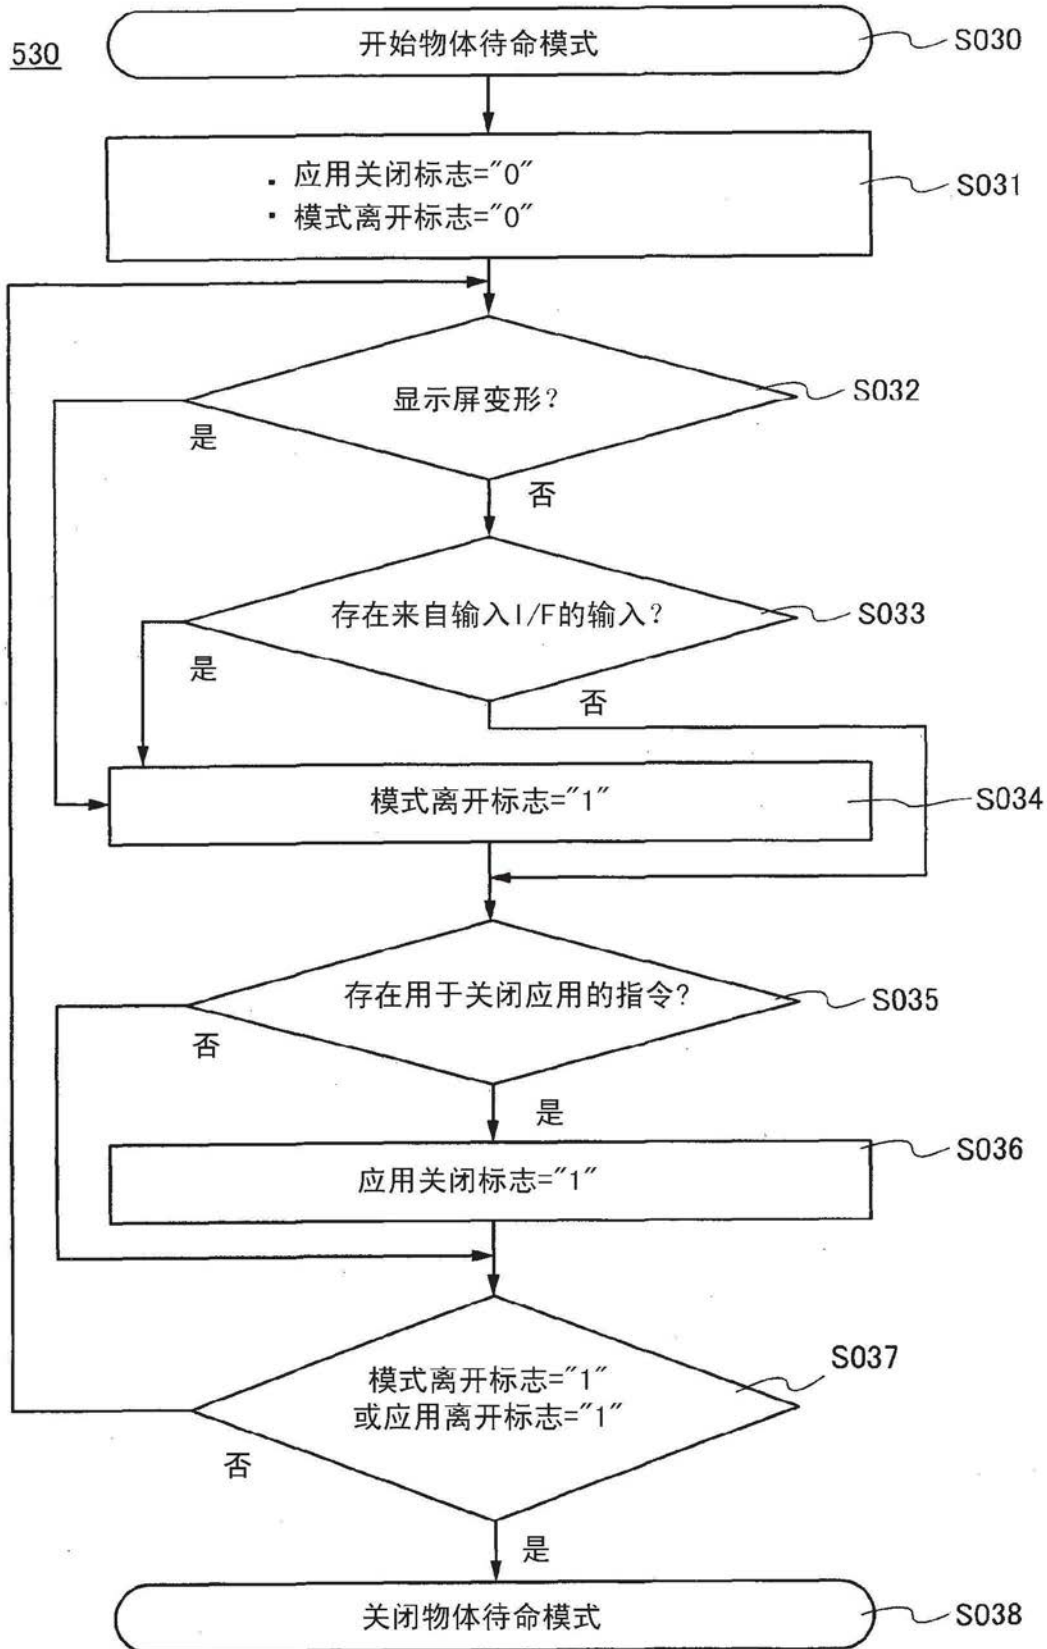 530
开始物体待命模式
S030
· 应用关闭标志="0"
· 模式离开标志="0"
S031
显示屏变形?
S032
是
否
存在来自输入I/F的输入?
S033
是
否
模式离开标志="1"
S034
存在用于关闭应用的指令?
S035
否
是
应用关闭标志="1"
S036
模式离开标志="1"
或应用离开标志="1"
S037
否
是
关闭物体待命模式
S038